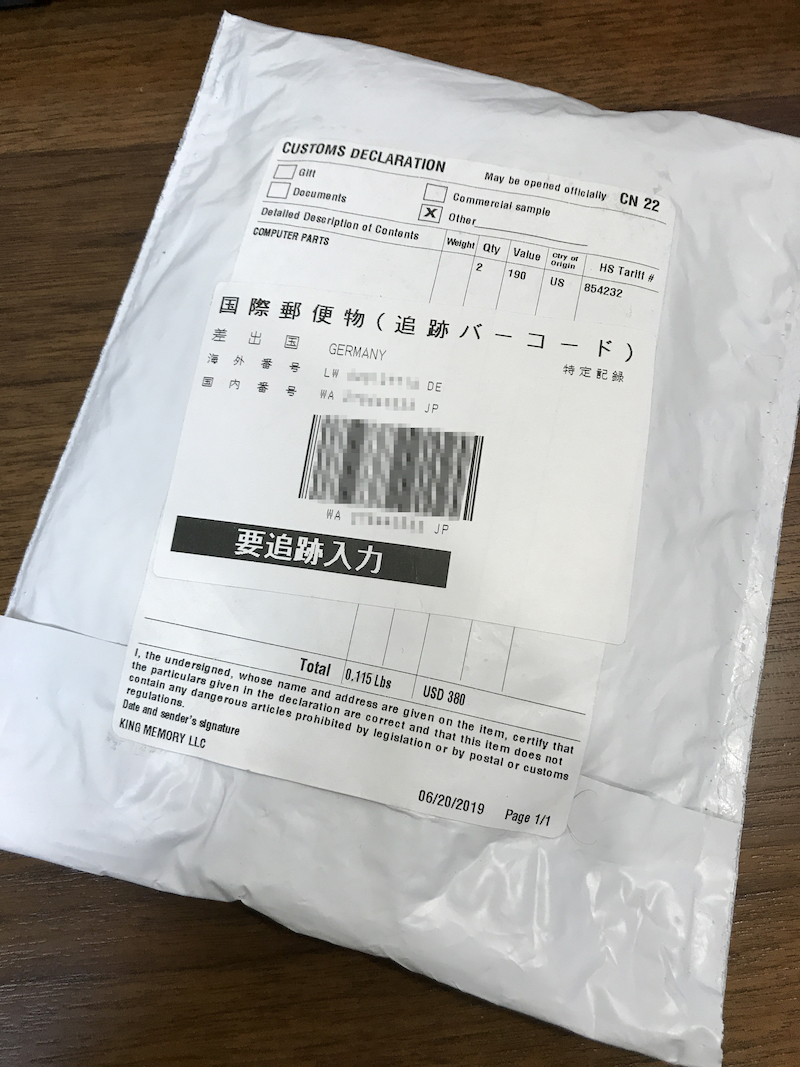 CUSTOMS DECLARATION
May be opened officially CN 22
Gift
Documents
Commercial sample
X Other
Detailed Description of Contents Weight Qty Value Ctry of Origin HS Tariff #
COMPUTER PARTS 2 190 US 854232
国際郵便物(追跡バーコード)
差出国 GERMANY
特定記録
海外番号 LW DE
国内番号 WA JP
WA JP
要追跡入力
Total 0.115 Lbs USD 380
I, the undersigned, whose name and address are given on the item, certify that
the particulars given in the declaration are correct and that this item does not
contain any dangerous articles prohibited by legislation or by postal or customs
regulations.
Date and sender's signature
KING MEMORY LLC
06/20/2019 Page 1/1